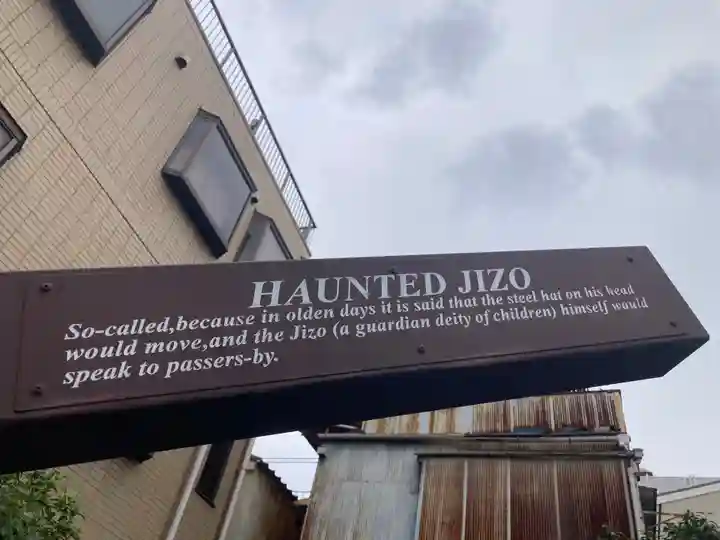 HAUNTED JIZO
So-called,because in olden days it is said that the steel hat on his head
would move,and the Jizo (a guardian deity of children) himself would
speak to passers-by.